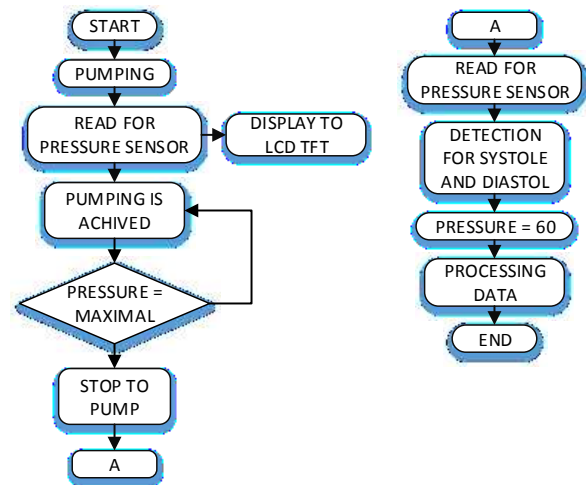 START
PUMPING
READ FOR
PRESSURE SENSOR
DISPLAY TO
LCD TFT
PUMPING IS
ACHIVED
PRESSURE =
MAXIMAL
STOP TO
PUMP
A
A
READ FOR
PRESSURE SENSOR
DETECTION
FOR SYSTOLE
AND DIASTOL
PRESSURE = 60
PROCESSING
DATA
END